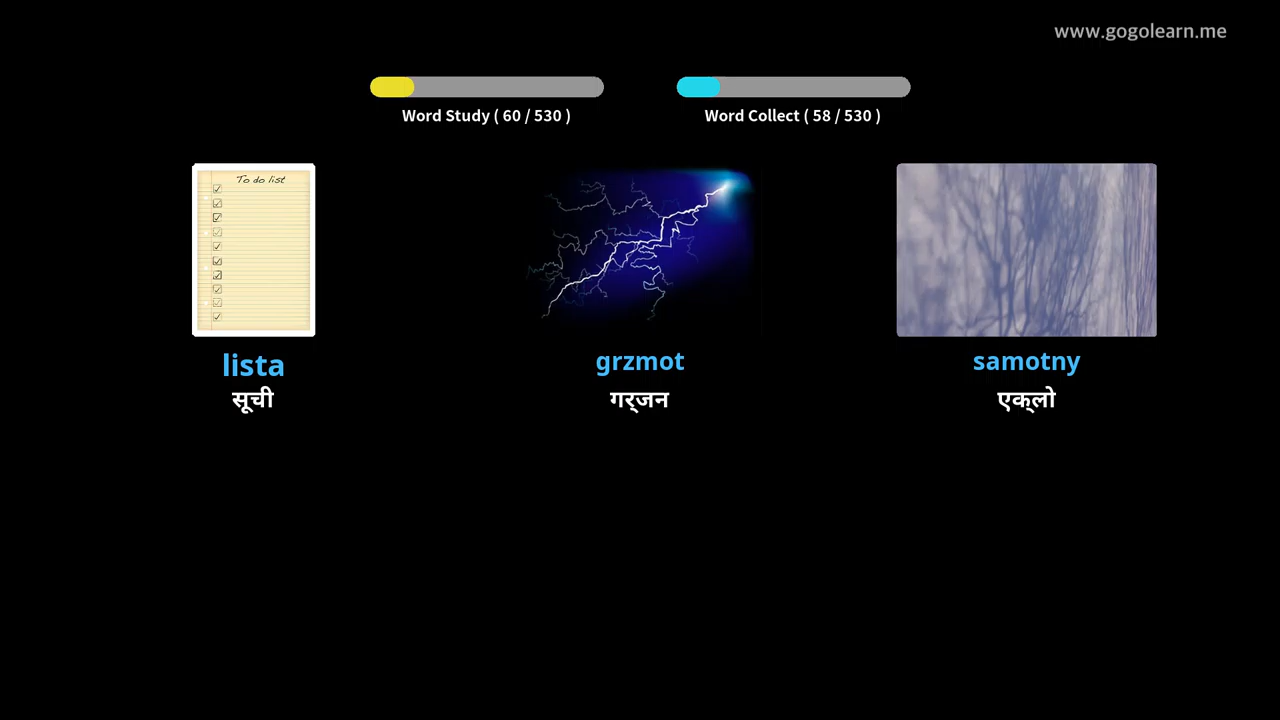 www.gogolearn.me
Word Study ( 60 / 530 )
Word Collect ( 58 / 530 )
To do list
lista
grzmot
samotny
सूची
गर्जन
एक्लो